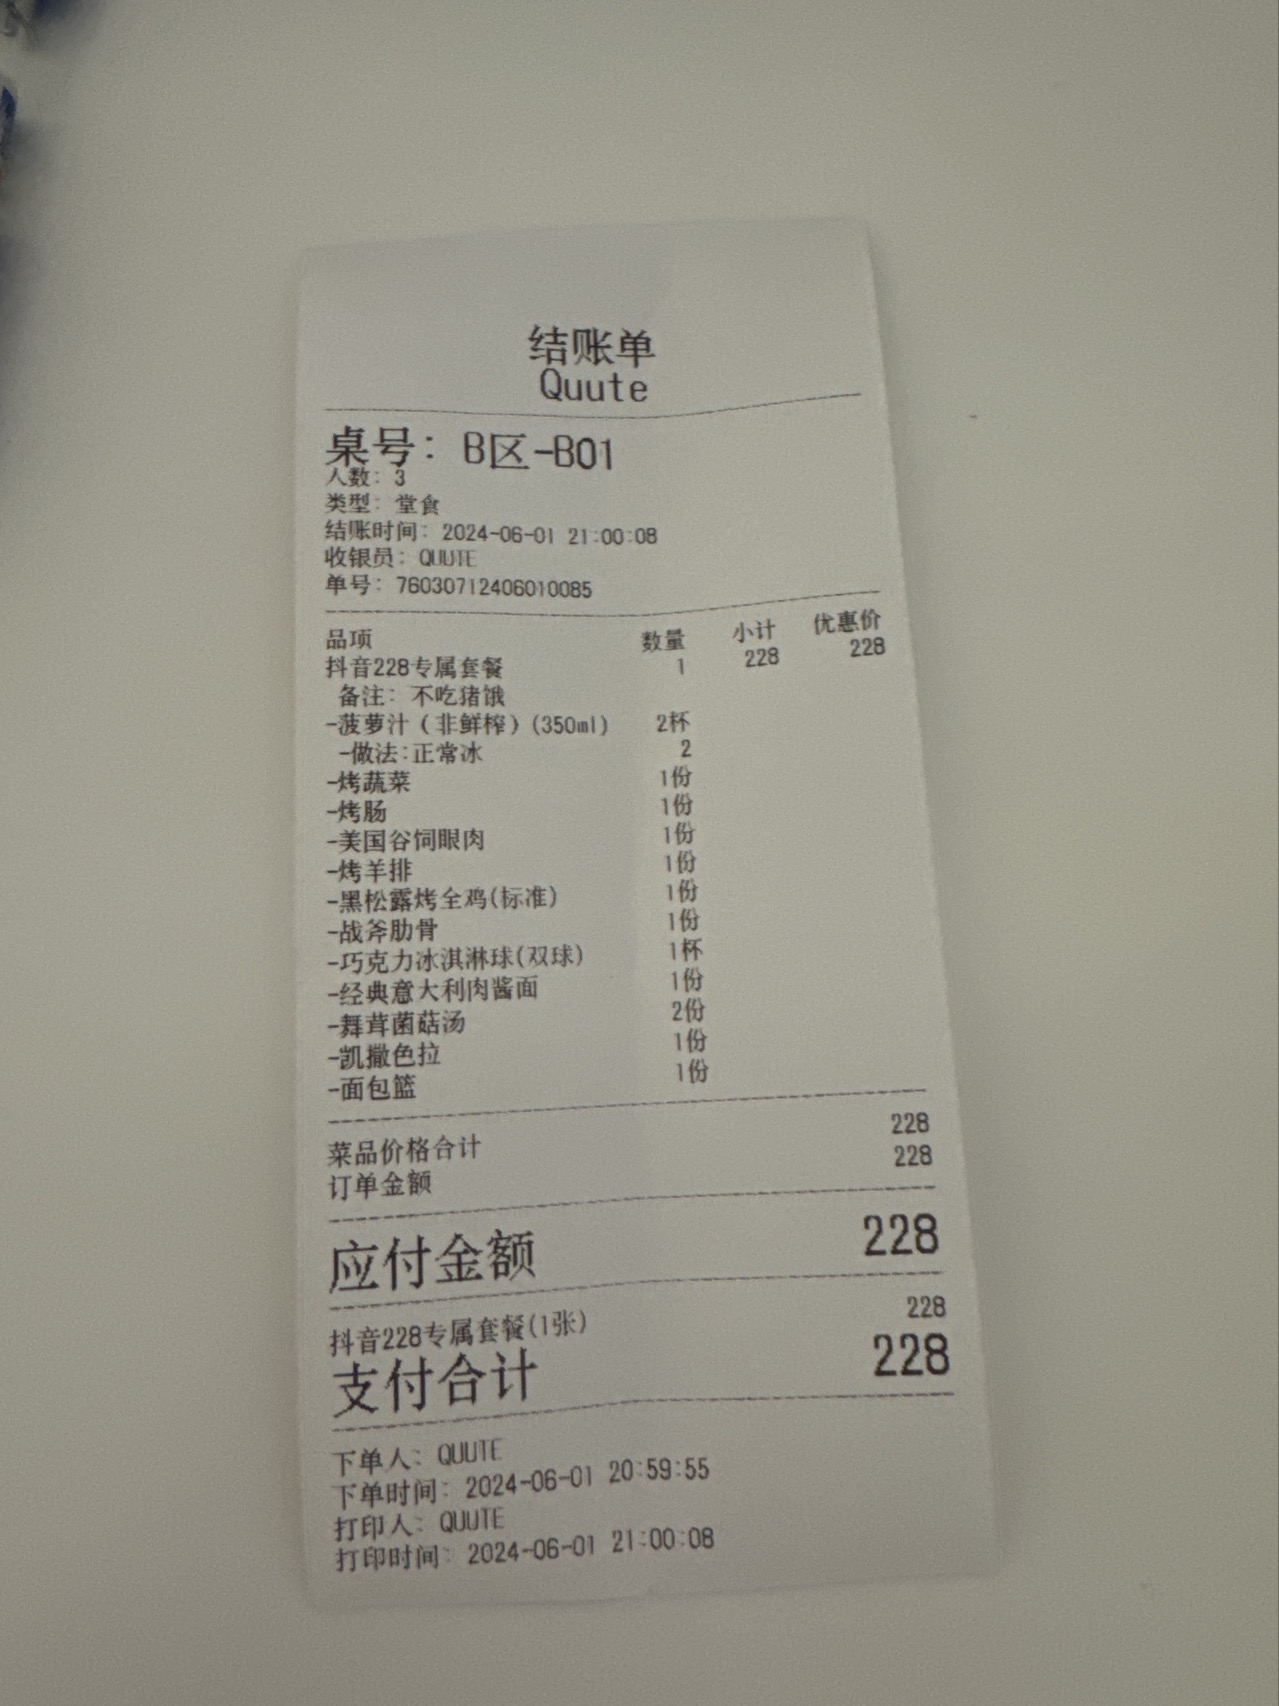 结账单
Quute
桌号: B区-B01
人数: 3
类型: 堂食
结账时间: 2024-06-01 21:00:08
收银员: QUUTE
单号: 76030712406010085
品项 数量 小计 优惠价
抖音228专属套餐 1 228 228
备注: 不吃猪饿
-菠萝汁(非鲜榨)(350ml) 2杯
-做法:正常冰 2
-烤蔬菜 1份
-烤肠 1份
-美国谷饲眼肉 1份
-烤羊排 1份
-黑松露烤全鸡(标准) 1份
-战斧肋骨 1份
-巧克力冰淇淋球(双球) 1杯
-经典意大利肉酱面 1份
-舞茸菌菇汤 2份
-凯撒色拉 1份
-面包篮 1份
菜品价格合计 228
订单金额 228
应付金额 228
抖音228专属套餐(1张) 228
支付合计 228
下单人: QUUTE
下单时间: 2024-06-01 20:59:55
打印人: QUUTE
打印时间: 2024-06-01 21:00:08